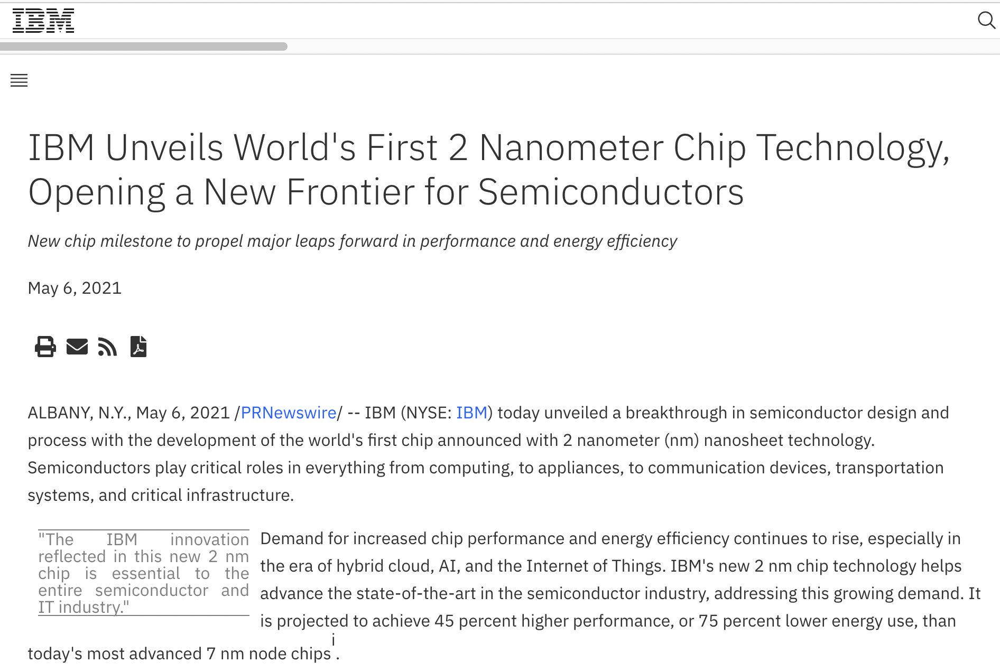 IBM
IBM Unveils World's First 2 Nanometer Chip Technology,
Opening a New Frontier for Semiconductors
New chip milestone to propel major leaps forward in performance and energy efficiency
May 6, 2021
ALBANY, N.Y., May 6, 2021 /PRNewswire/ -- IBM (NYSE: IBM) today unveiled a breakthrough in semiconductor design and
process with the development of the world's first chip announced with 2 nanometer (nm) nanosheet technology.
Semiconductors play critical roles in everything from computing, to appliances, to communication devices, transportation
systems, and critical infrastructure.
"The IBM innovation
reflected in this new 2 nm
chip is essential to the
entire semiconductor and
IT industry."
Demand for increased chip performance and energy efficiency continues to rise, especially in
the era of hybrid cloud, AI, and the Internet of Things. IBM's new 2 nm chip technology helps
advance the state-of-the-art in the semiconductor industry, addressing this growing demand. It
is projected to achieve 45 percent higher performance, or 75 percent lower energy use, than
today's most advanced 7 nm node chips i.